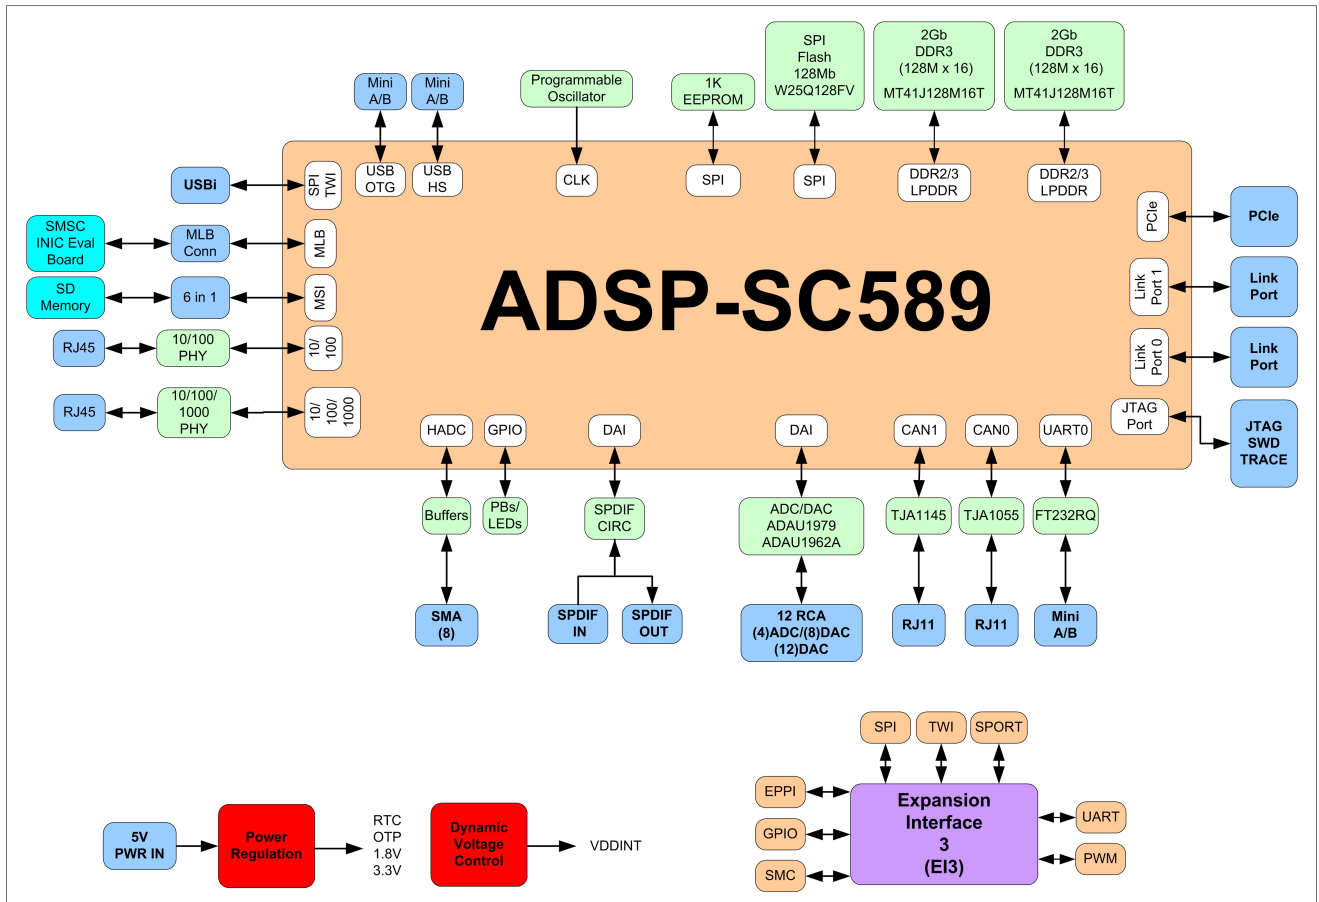 Mini
A/B
Mini
A/B
Programmable
Oscillator
1K
EEPROM
SPI
Flash
128Mb
W25Q128FV
2Gb
DDR3
(128M x 16)
MT41J128M16T
2Gb
DDR3
(128M x 16)
MT41J128M16T
USB
OTG
USB
HS
CLK
SPI
SPI
DDR2/3
LPDDR
DDR2/3
LPDDR
USBi
SPI
TWI
SMSC
INIC Eval
Board
MLB
Conn
MLB
SD
Memory
6 in 1
MSI
RJ45
10/100
PHY
10/
100
RJ45
10/100/
1000
PHY
10/
100/
1000
ADSP-SC589
PCIe
PCIe
Link
Port 1
Link
Port
Link
Port 0
Link
Port
JTAG
Port
JTAG
SWD
TRACE
HADC
GPIO
DAI
DAI
CAN1
CAN0
UART0
Buffers
PBs/
LEDs
SPDIF
CIRC
ADC/DAC
ADAU1979
ADAU1962A
TJA1145
TJA1055
FT232RQ
SMA
(8)
SPDIF
IN
SPDIF
OUT
12 RCA
(4)ADC/(8)DAC
(12)DAC
RJ11
RJ11
Mini
A/B
5V
PWR IN
Power
Regulation
RTC
OTP
1.8V
3.3V
Dynamic
Voltage
Control
VDDINT
SPI
TWI
SPORT
EPPI
GPIO
SMC
Expansion
Interface
3
(EI3)
UART
PWM